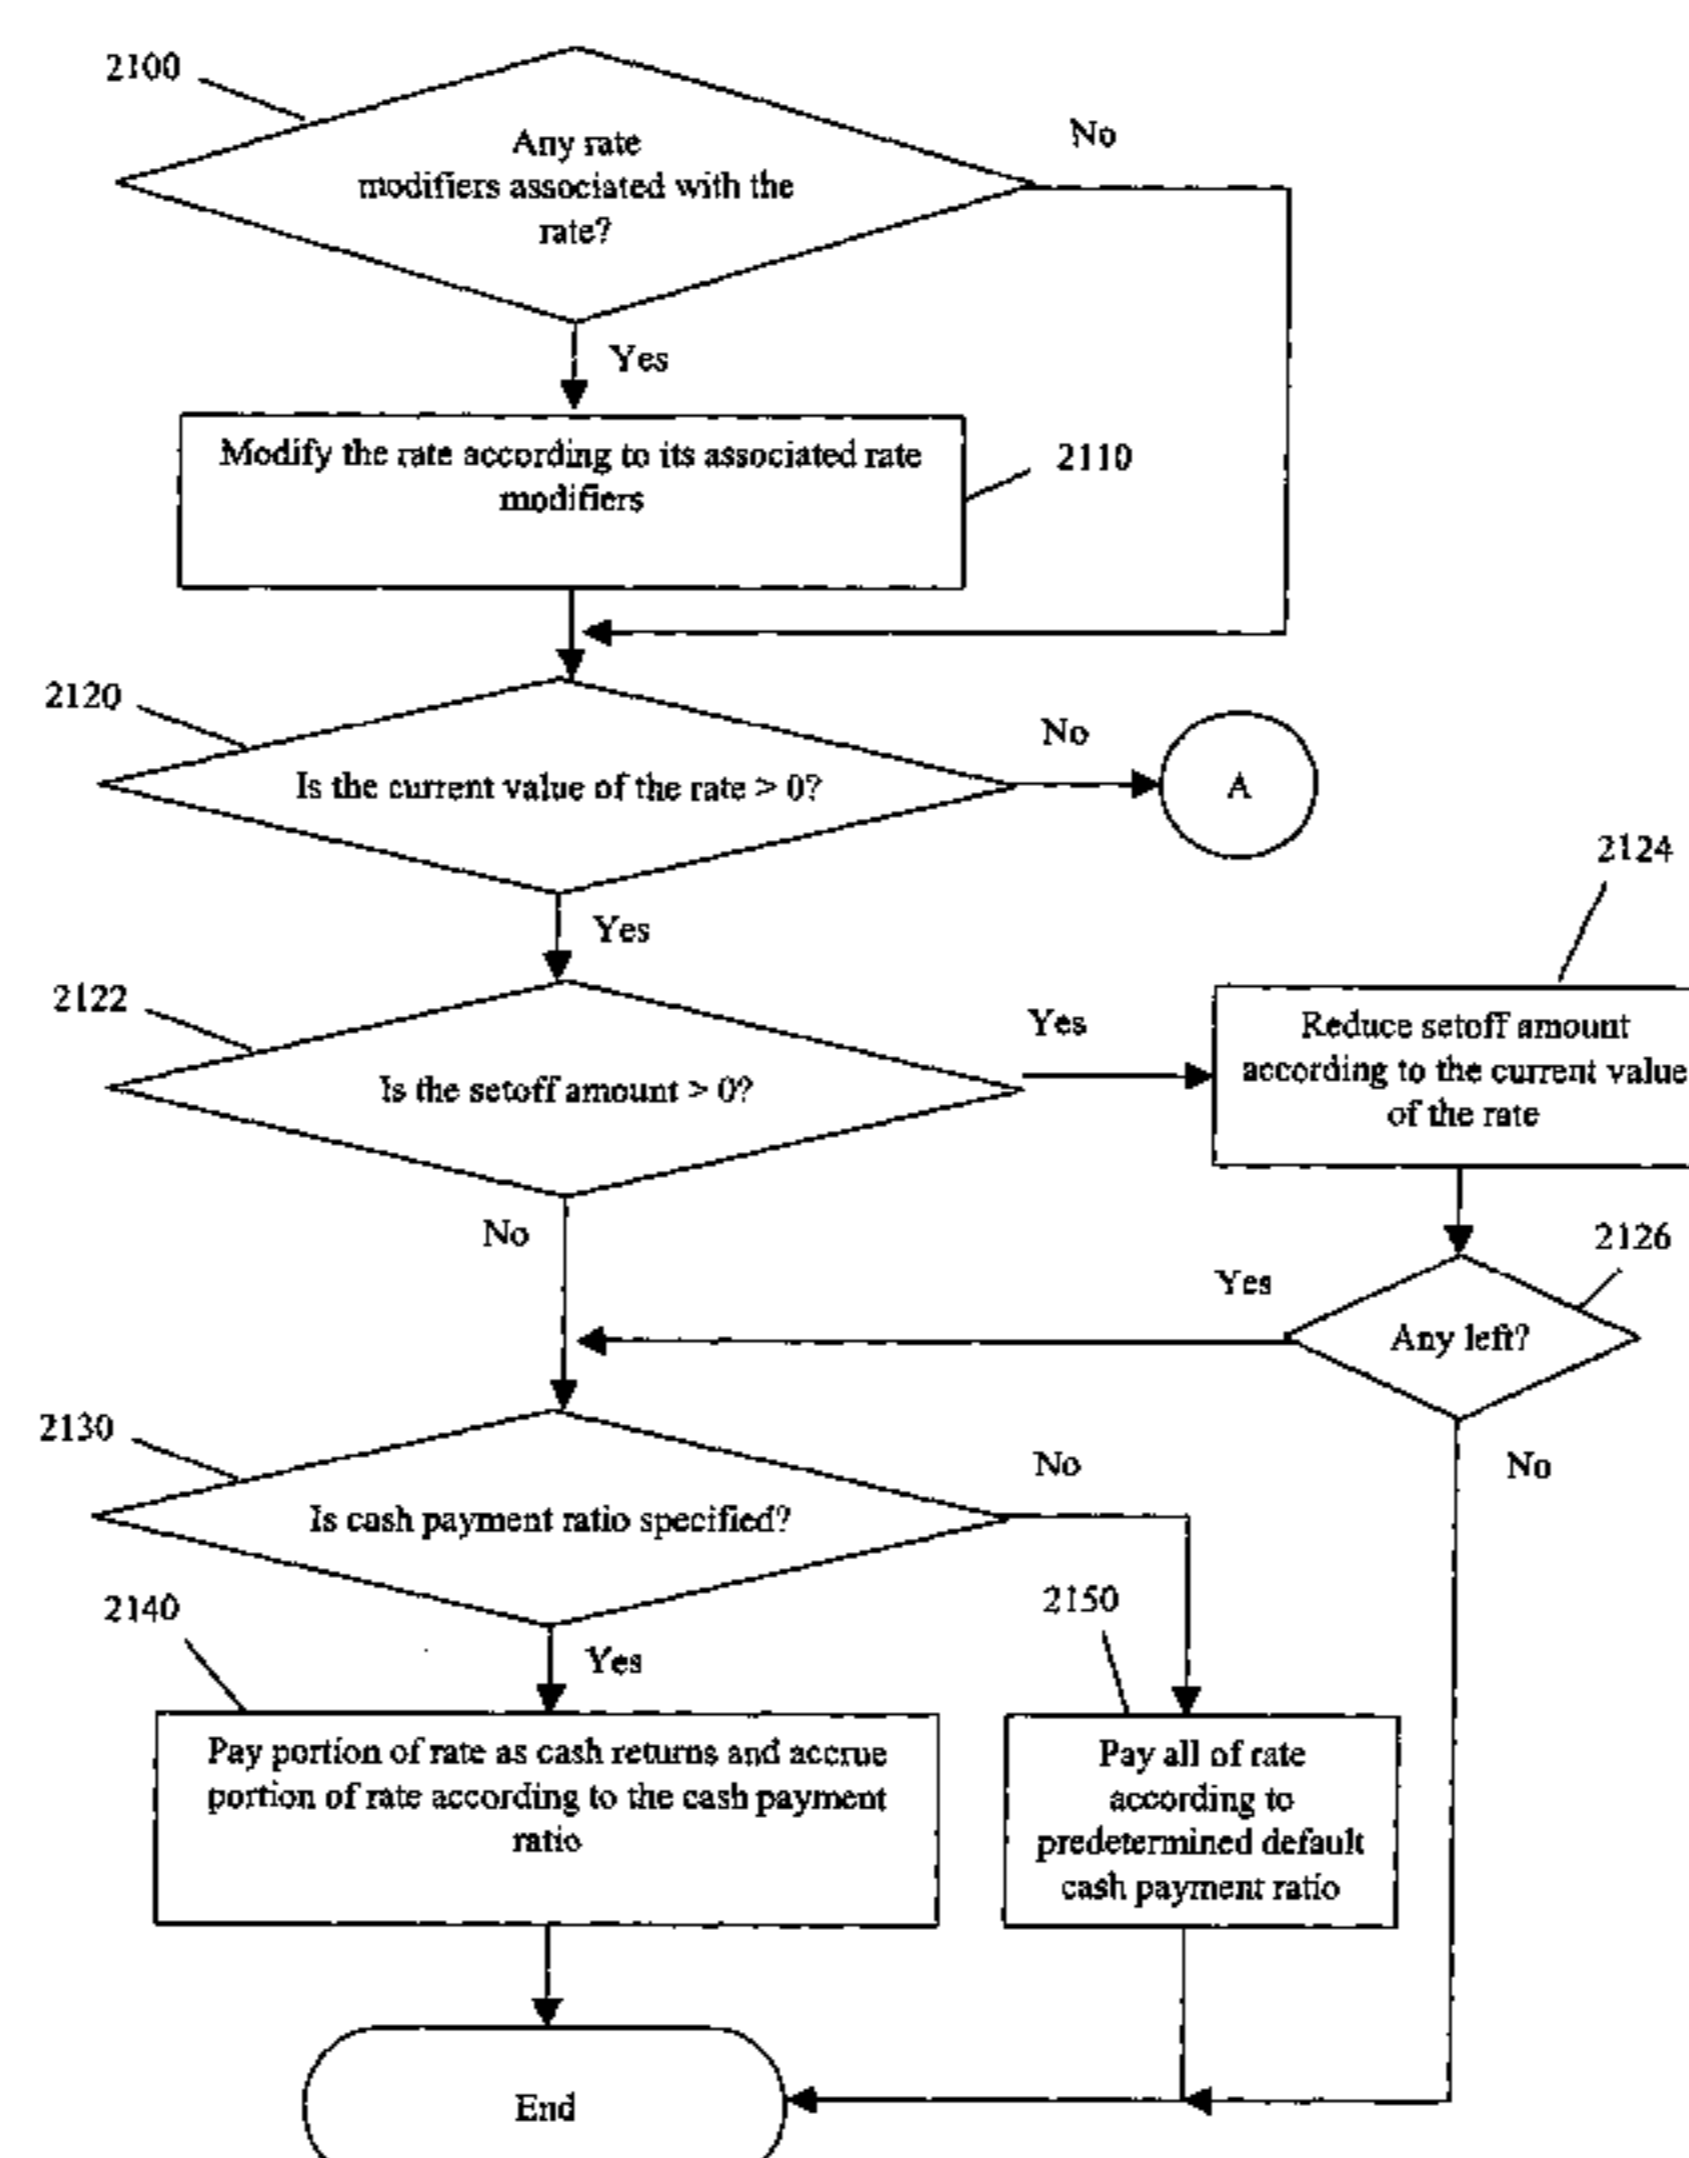 2100
Any rate
modifiers associated with the
rate?
No
Yes
Modify the rate according to its associated rate
modifiers
2110
2120
Is the current value of the rate > 0?
No
A
Yes
2122
Is the setoff amount > 0?
Yes
2124
Reduce setoff amount
according to the current value
of the rate
No
2126
Any left?
Yes
No
2130
Is cash payment ratio specified?
No
Yes
2140
Pay portion of rate as cash returns and accrue
portion of rate according to the cash payment
ratio
2150
Pay all of rate
according to
predetermined default
cash payment ratio
End